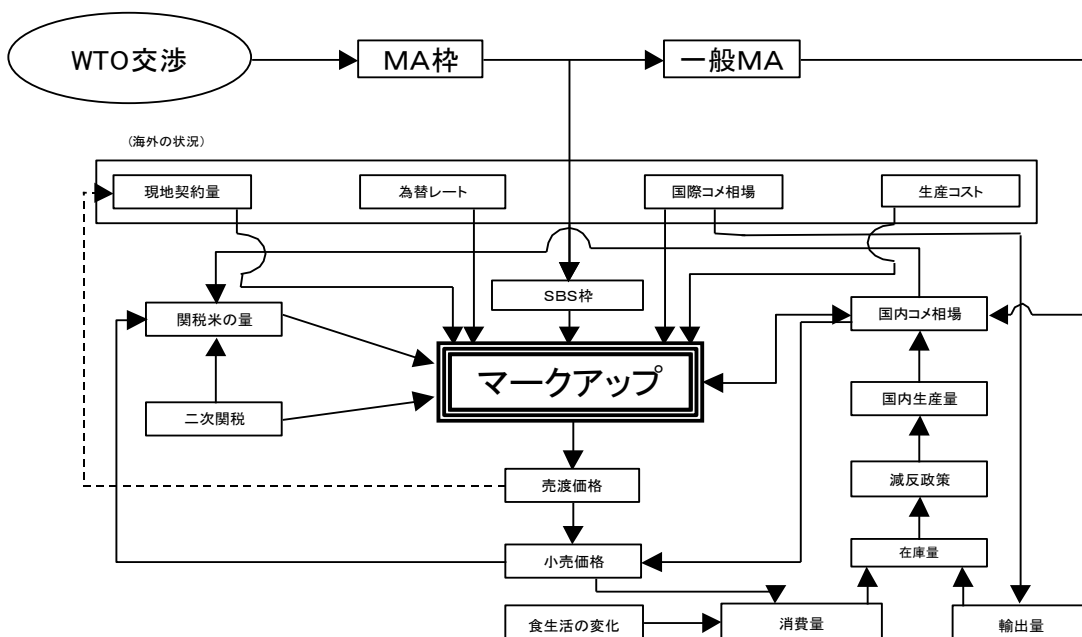 WTO交渉
MA枠
一般MA
（海外の状況）
現地契約量
為替レート
国際コメ相場
生産コスト
SBS枠
関税米の量
国内コメ相場
マークアップ
二次関税
国内生産量
売渡価格
減反政策
小売価格
在庫量
食生活の変化
消費量
輸出量